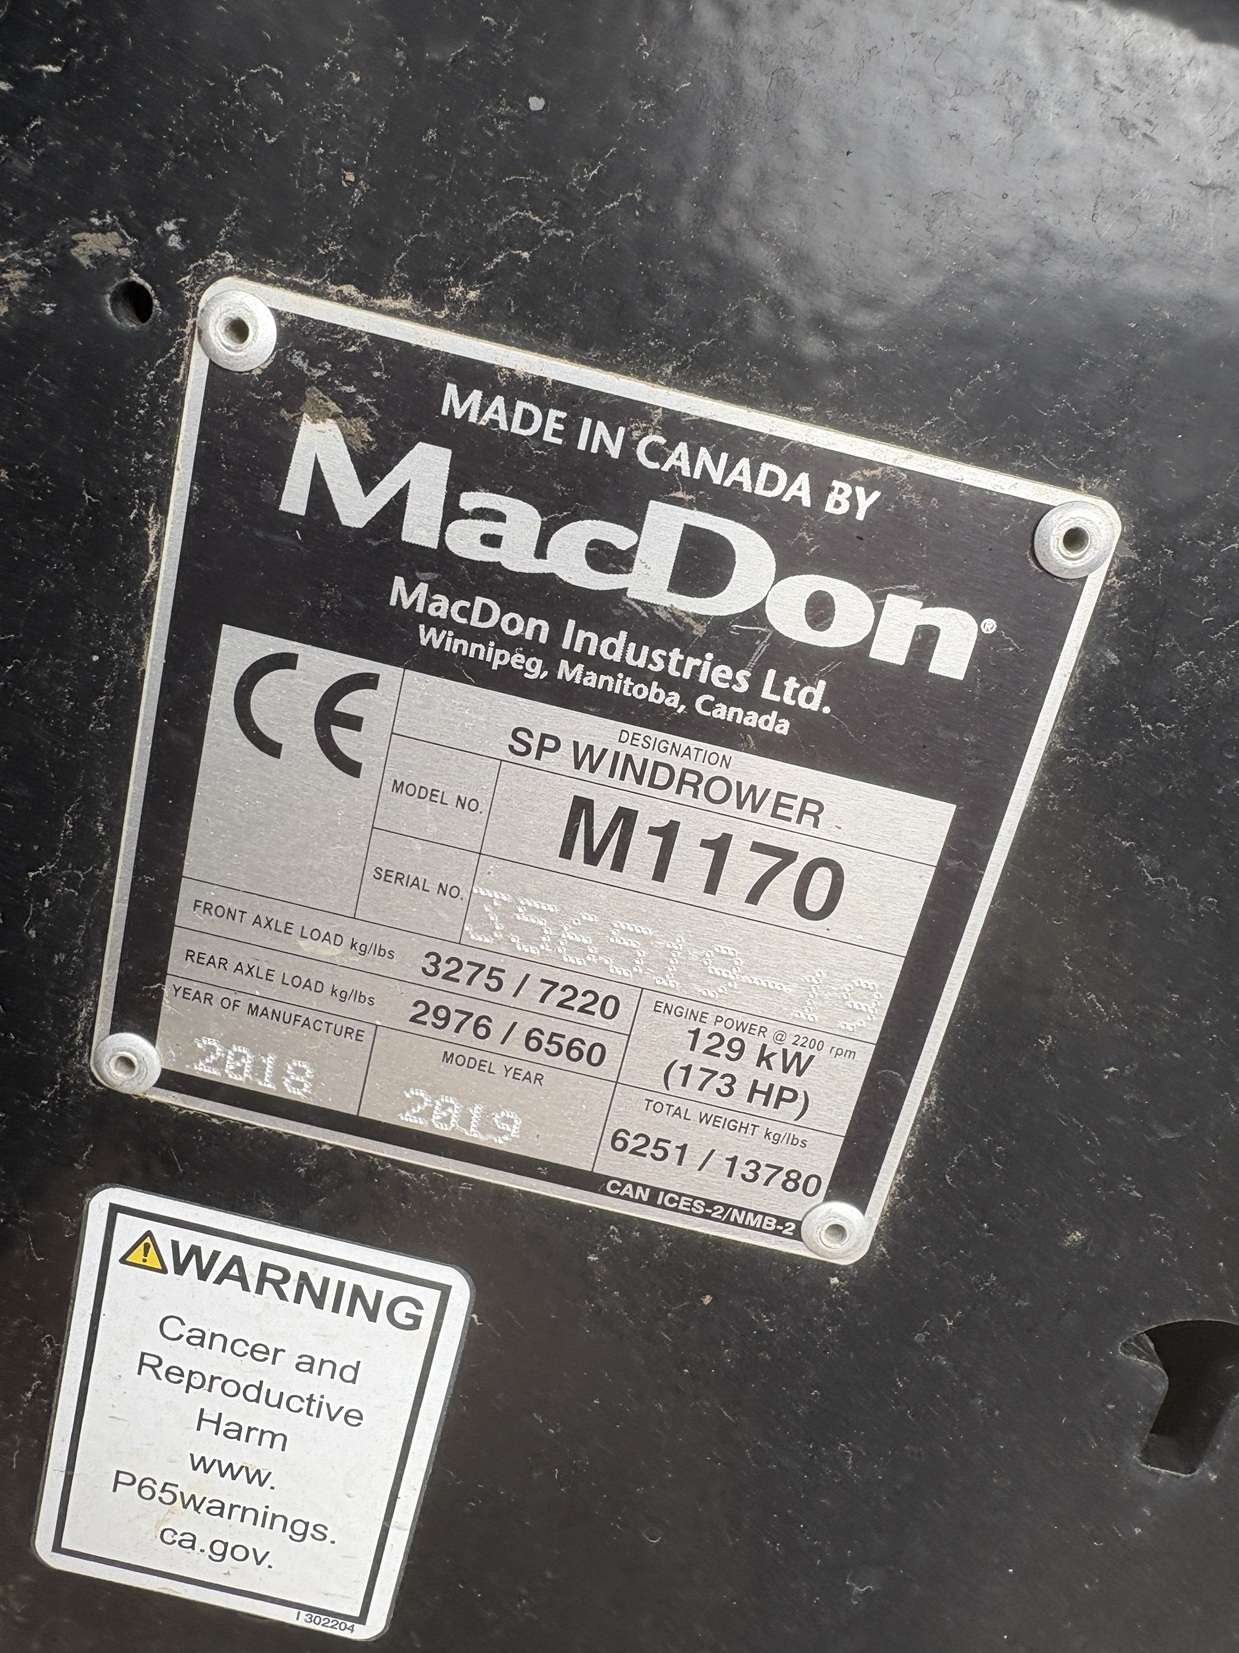 MADE IN CANADA BY
MacDon®
MacDon Industries Ltd.
Winnipeg, Manitoba, Canada
CE
DESIGNATION
SP WINDROWER
MODEL NO. M1170
SERIAL NO. 356519-19
FRONT AXLE LOAD kg/lbs 3275 / 7220
REAR AXLE LOAD kg/lbs 2976 / 6560
ENGINE POWER @ 2200 rpm
129 kW
(173 HP)
YEAR OF MANUFACTURE
2018
MODEL YEAR
2019
TOTAL WEIGHT kg/lbs
6251 / 13780
CAN ICES-2/NMB-2
WARNING
Cancer and
Reproductive
Harm
www.
P65warnings.
ca.gov.
I 302204